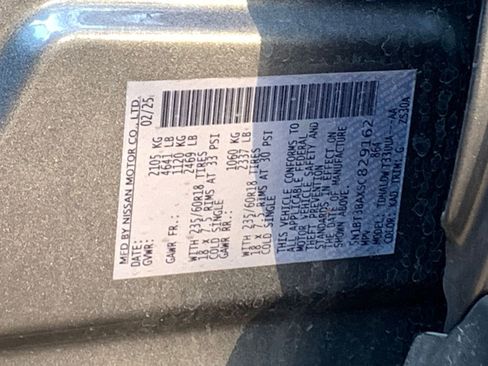 MFD BY NISSAN MOTOR CO., LTD.
DATE: 02/25
GVWR: 2105 KG
4641 LB
GAWR FR.: 1120 KG
2469 LB
WITH 235/60R18 TIRES
18 X 7.5 RIMS AT 33 PSI
COLD SINGLE
GAWR RR.: 1060 KG
2337 LB
WITH 235/60R18 TIRES
18 X 7.5 RIMS AT 30 PSI
COLD SINGLE
THIS VEHICLE CONFORMS TO
ALL APPLICABLE FEDERAL
MOTOR VEHICLE SAFETY AND
THEFT PREVENTION
STANDARDS IN EFFECT ON
THE DATE OF MANUFACTURE
SHOWN ABOVE.
829162
864
MODEL:
COLOR: KAD TRIM: G